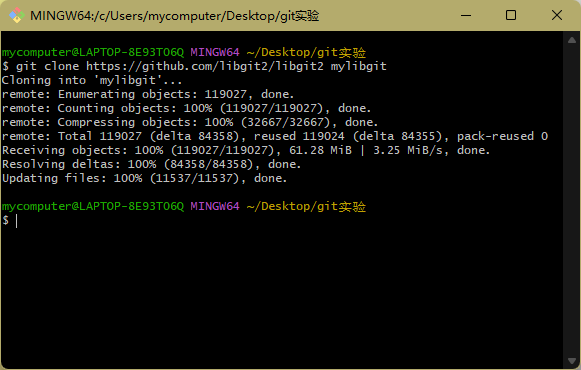 MINGW64:/c/Users/mycomputer/Desktop/git实验
mycomputer@LAPTOP-8E93TO6Q MINGW64 ~/Desktop/git实验
$ git clone https://github.com/libgit2/libgit2 mylibgit
Cloning into 'mylibgit'...
remote: Enumerating objects: 119027, done.
remote: Counting objects: 100% (119027/119027), done.
remote: Compressing objects: 100% (32667/32667), done.
remote: Total 119027 (delta 84358), reused 119024 (delta 84355), pack-reused 0
Receiving objects: 100% (119027/119027), 61.28 MiB | 3.25 MiB/s, done.
Resolving deltas: 100% (84358/84358), done.
Updating files: 100% (11537/11537), done.
mycomputer@LAPTOP-8E93TO6Q MINGW64 ~/Desktop/git实验
$